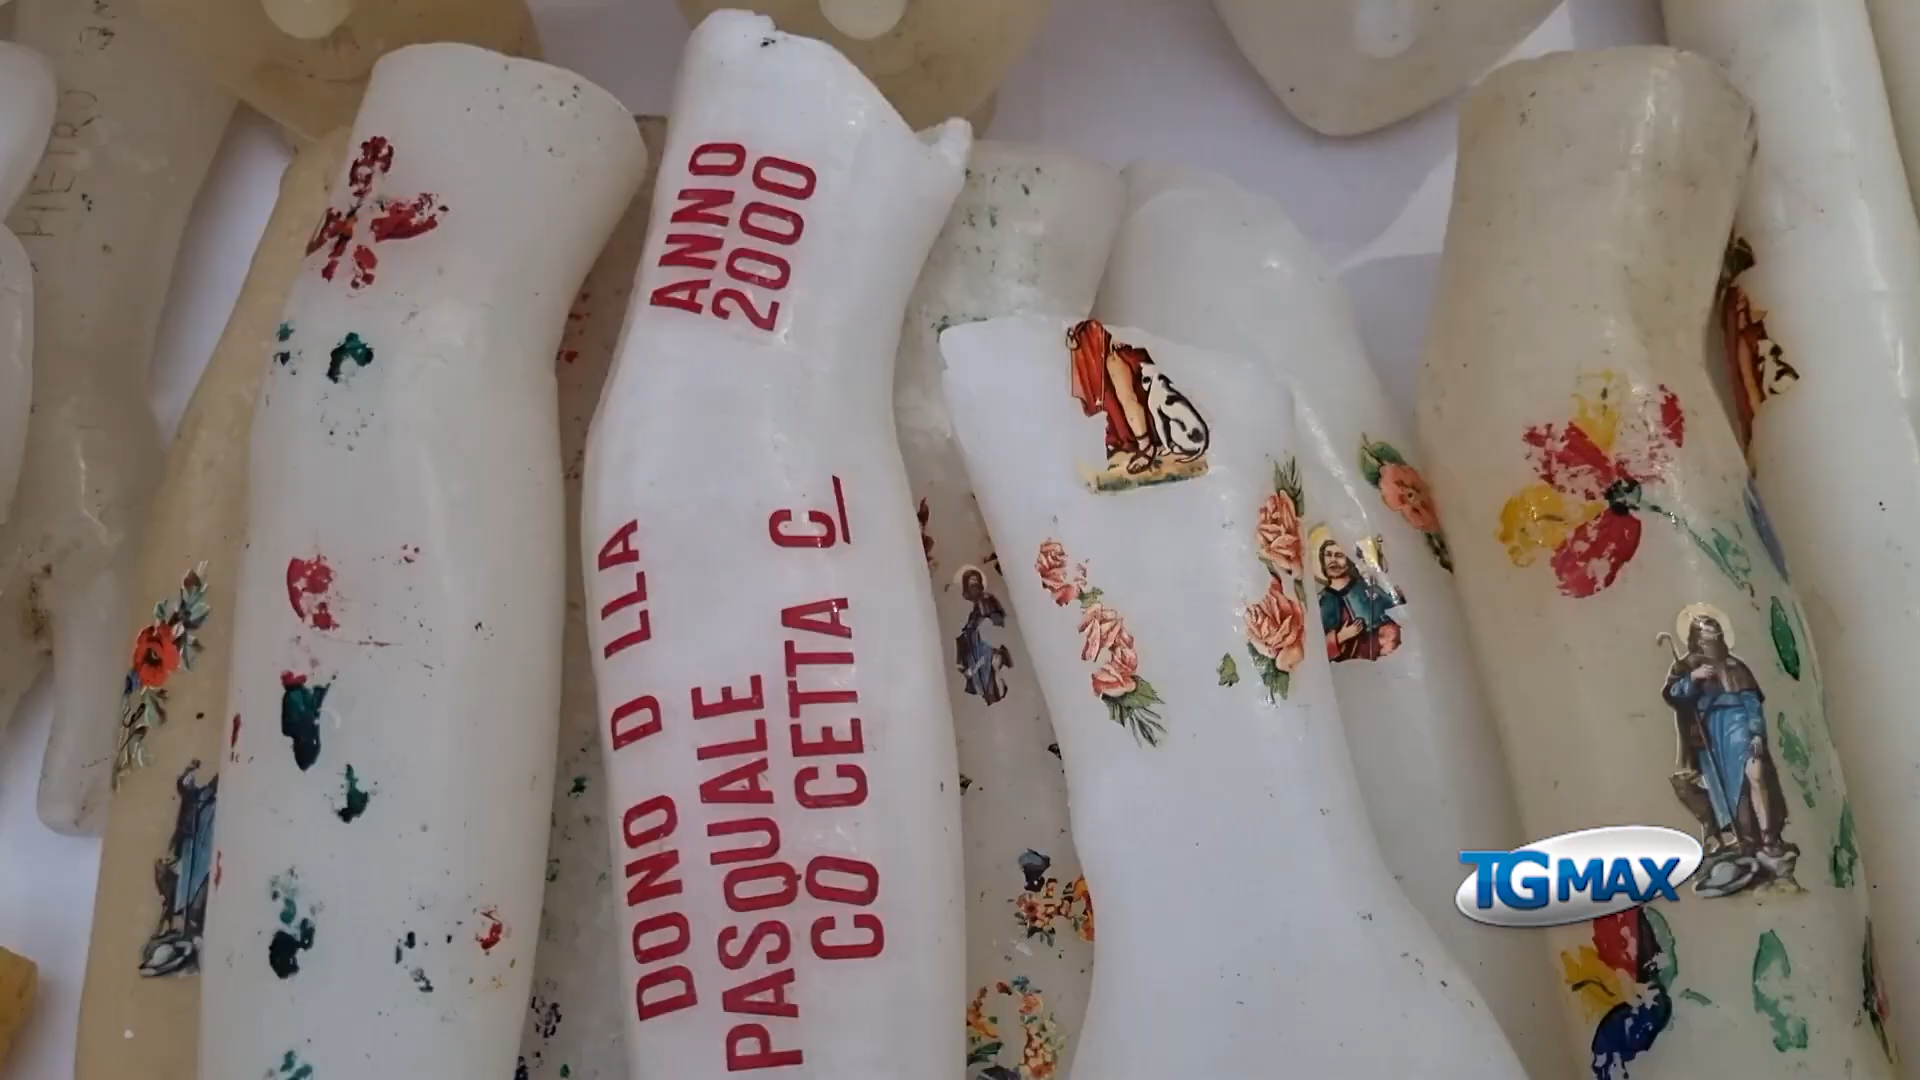 ANNO
2000
DONO D LLA
PASQUALE
CO CETTA C
TGMAX